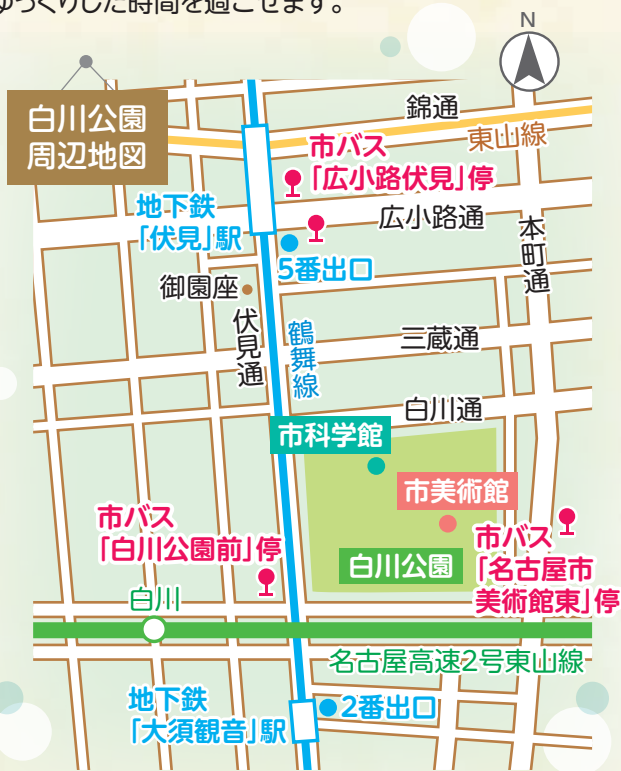 ゆっくりした時間を過ごせます。
N
白川公園
周辺地図
錦通
東山線
市バス
「広小路伏見」停
地下鉄
「伏見」駅
広小路通
5番出口
本町通
御園座
伏見通
鶴舞線
三蔵通
白川通
市科学館
市美術館
市バス
「白川公園前」停
市バス
「名古屋市
美術館東」停
白川公園
白川
名古屋高速2号東山線
地下鉄
「大須観音」駅
2番出口